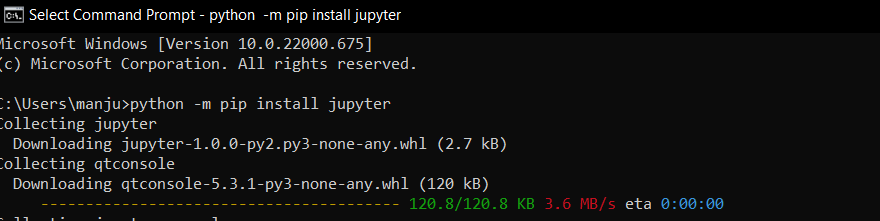 Select Command Prompt - python -m pip install jupyter
Microsoft Windows [Version 10.0.22000.675]
(c) Microsoft Corporation. All rights reserved.
C:\Users\manju>python -m pip install jupyter
Collecting jupyter
Downloading jupyter-1.0.0-py2.py3-none-any.whl (2.7 kB)
Collecting qtconsole
Downloading qtconsole-5.3.1-py3-none-any.whl (120 kB)
---------------------------------------- 120.8/120.8 KB 3.6 MB/s eta 0:00:00